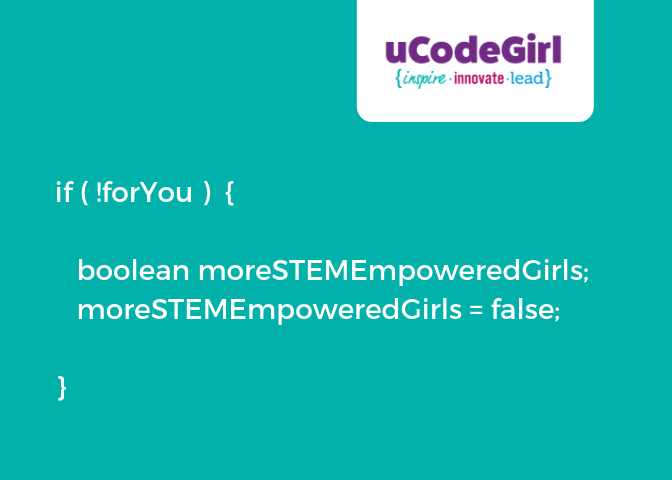 uCodeGirl
{inspire · innovate · lead}
if ( !forYou ) {
boolean moreSTEMEmpoweredGirls;
moreSTEMEmpoweredGirls = false;
}